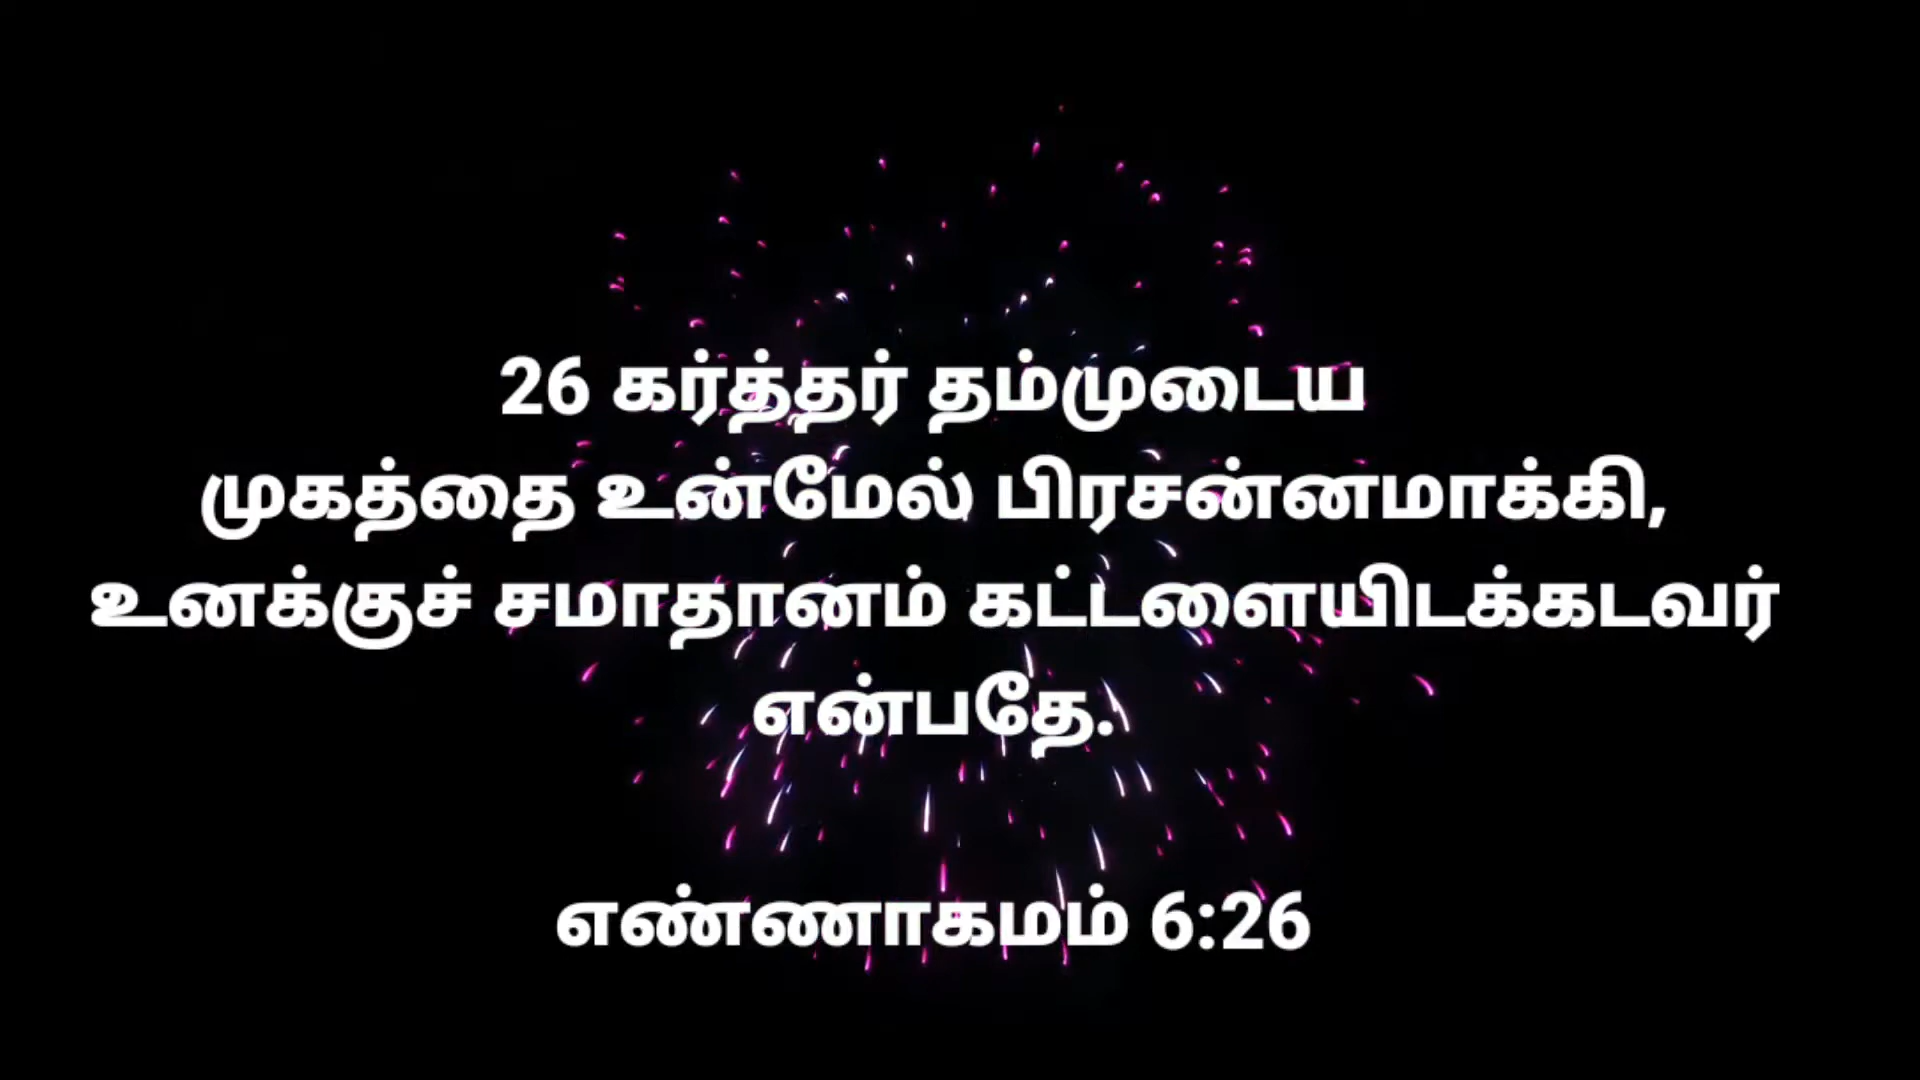 26 கர்த்தர் தம்முடைய
முகத்தை உன்மேல் பிரசன்னமாக்கி,
உனக்குச் சமாதானம் கட்டளையிடக்கடவர்
என்பதே.
எண்ணாகமம் 6:26